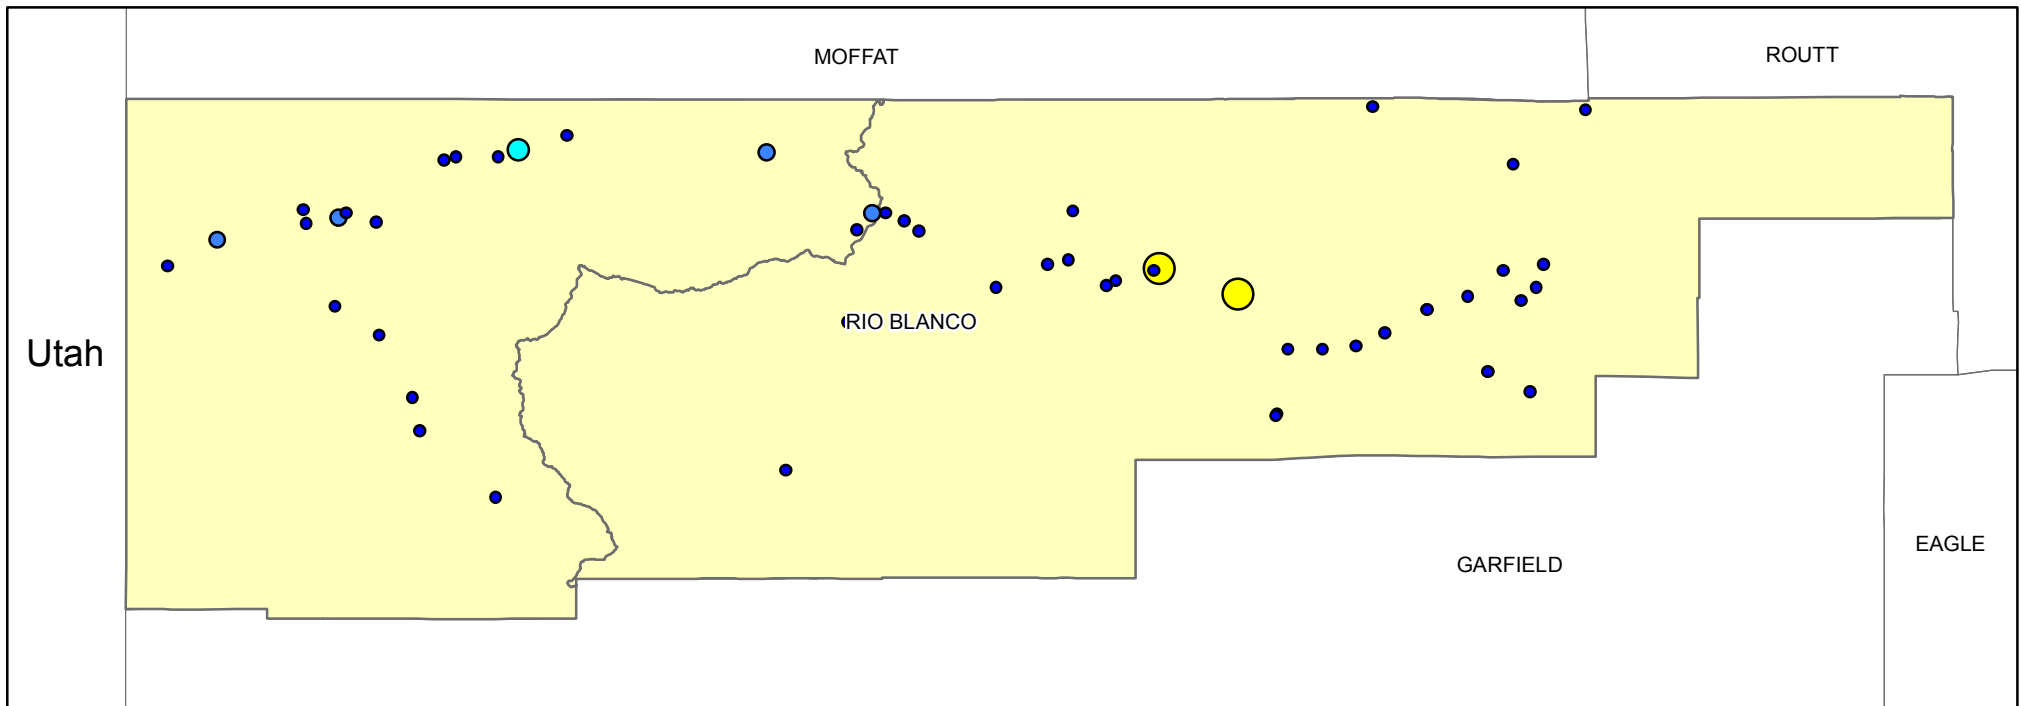 MOFFAT
ROUTT
RIO BLANCO
Utah
GARFIELD
EAGLE